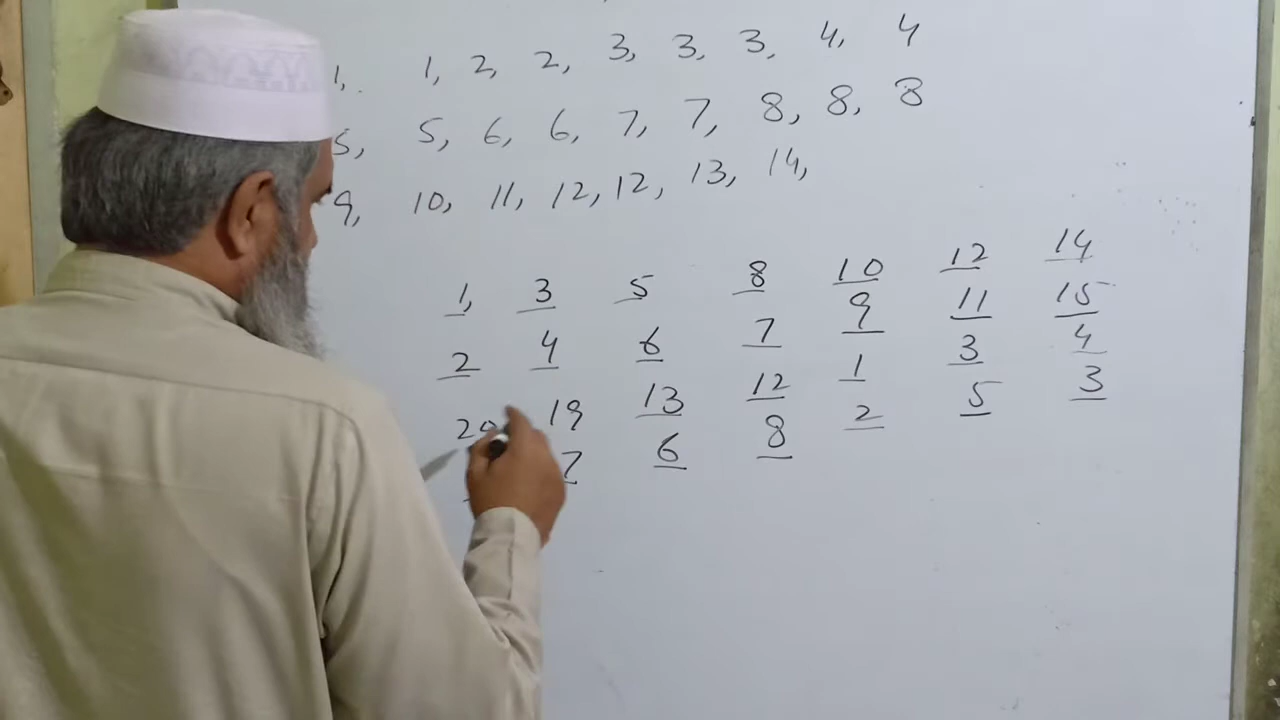 1, 1, 2, 2, 3, 3, 3, 4, 4
5, 5, 6, 6, 7, 7, 8, 8, 8
9, 10, 11, 12, 12, 13, 14,
1, 3 5 8 10 12 14
2 4 6 7 9 11 15
20 19 13 12 1 3 4
7 6 8 2 5 3